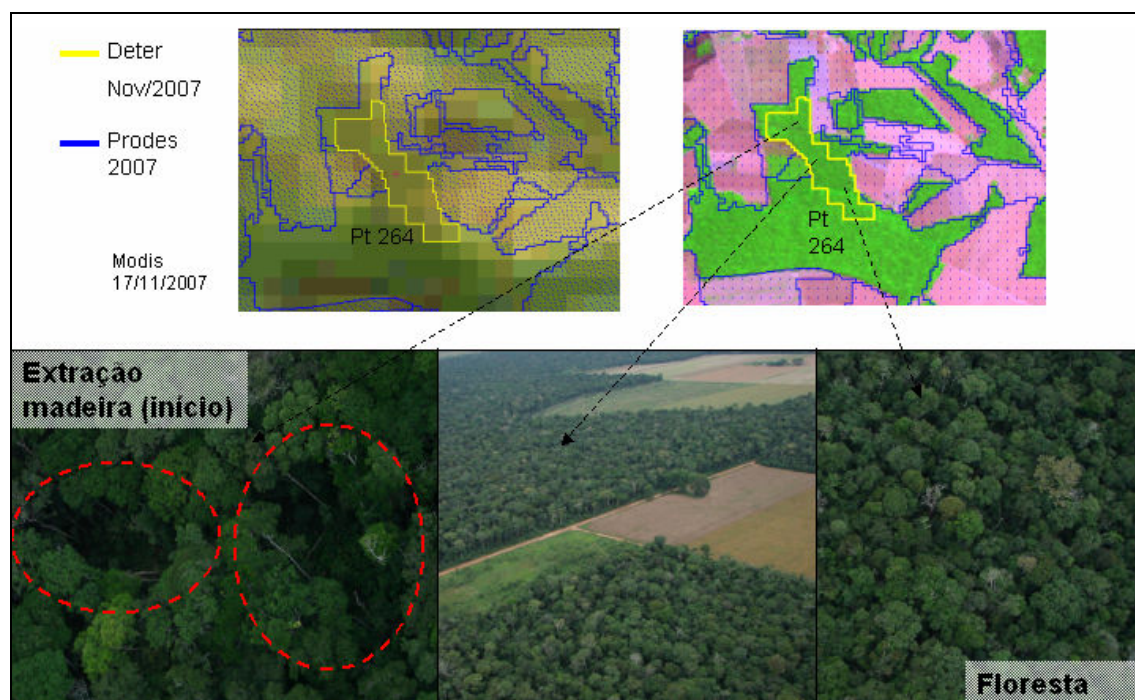 Deter
Nov/2007
Prodes
2007
Modis
17/11/2007
Pt 264
Pt
264
Extração
madeira (início)
Floresta